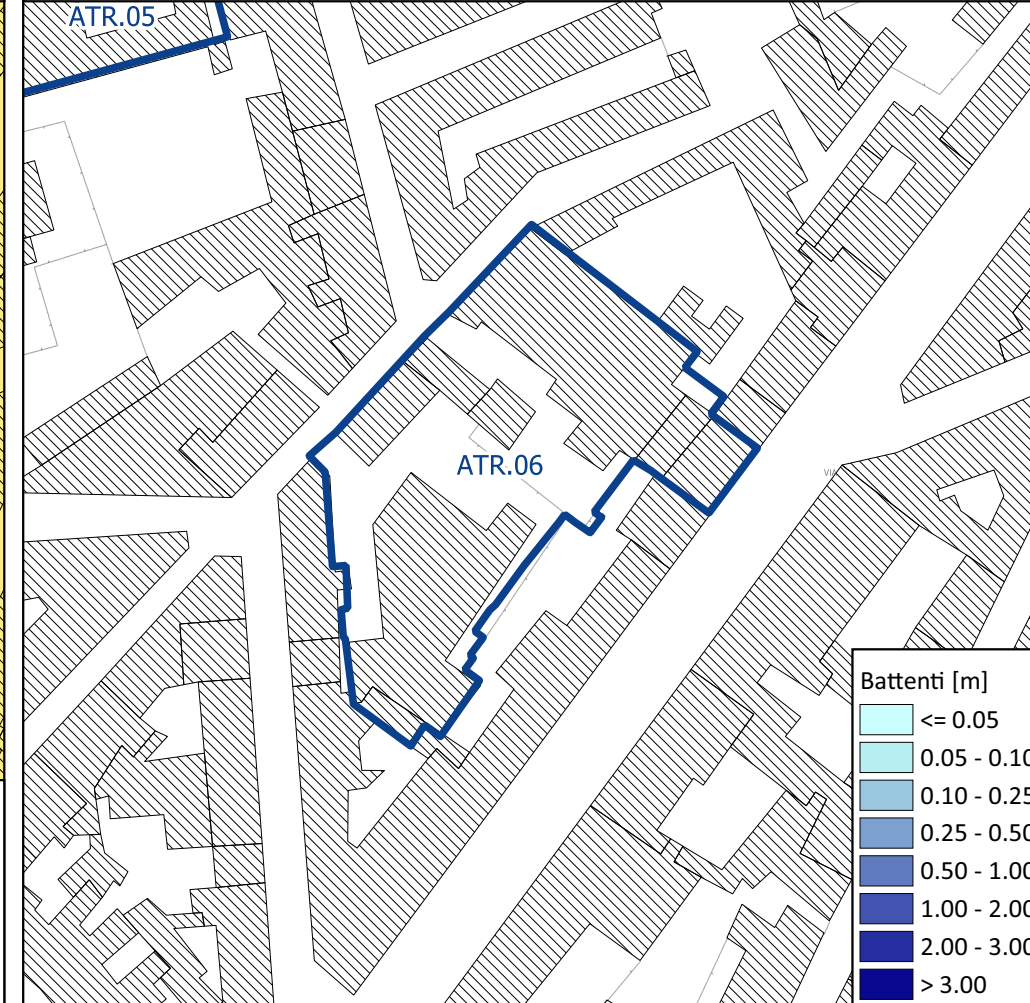 ATR.05
ATR.06
VIA
Battenti [m]
<= 0.05
0.05 - 0.10
0.10 - 0.25
0.25 - 0.50
0.50 - 1.00
1.00 - 2.00
2.00 - 3.00
> 3.00